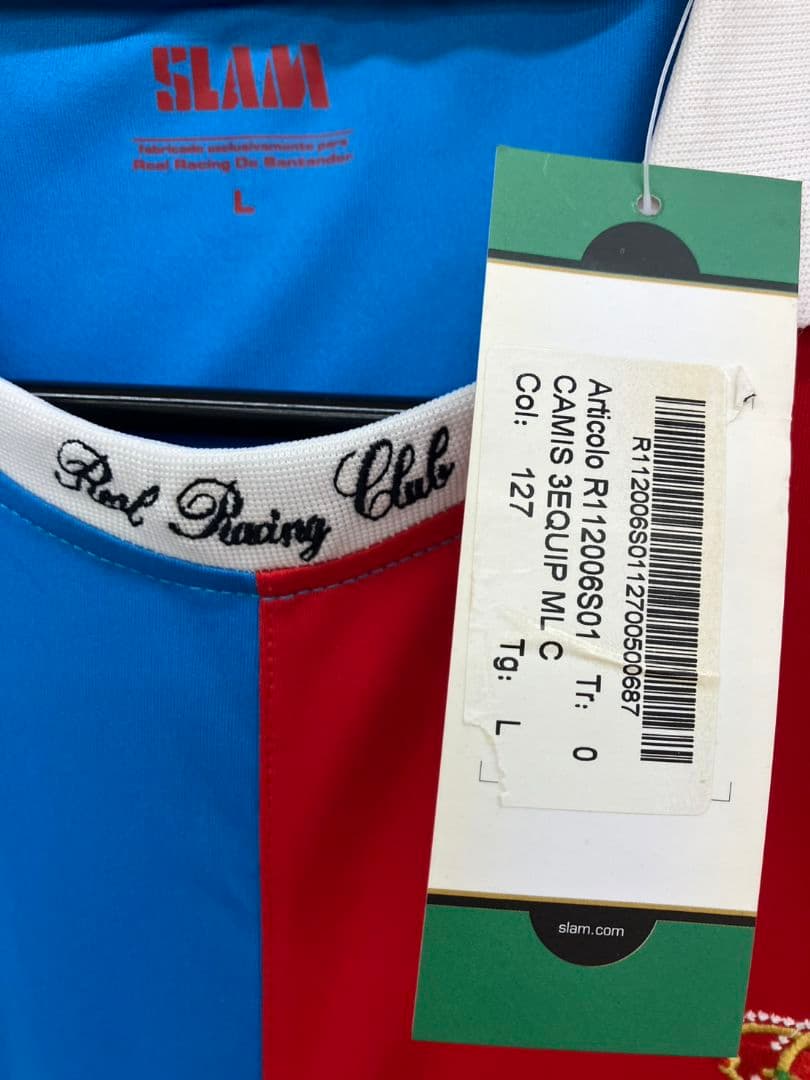 SLAM
fabricado exclusivamente para
Real Racing De Santander
L
Real Racing Club
R112006S0112700500687
Articolo R112006S01 Tr: 0
CAMIS 3EQUIP ML C
Col: 127 Tg: L
slam.com